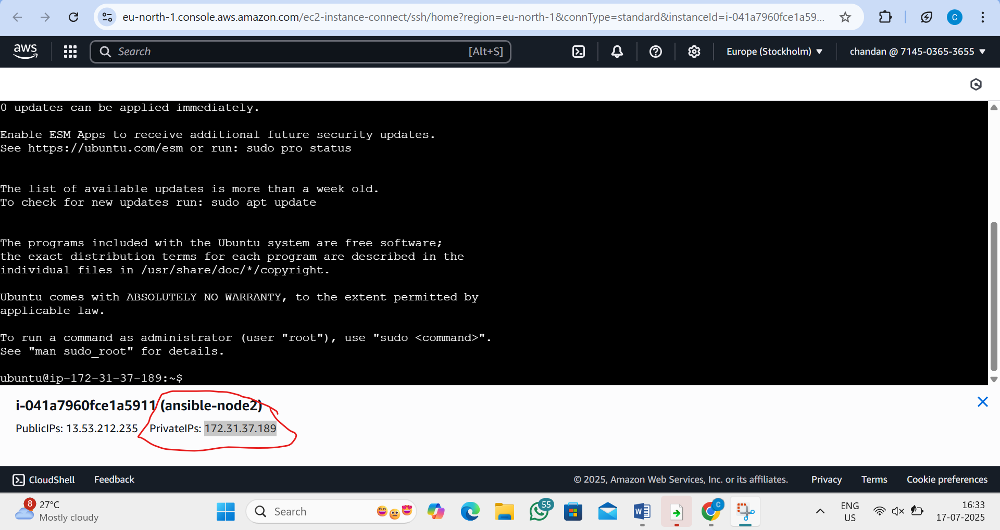 eu-north-1.console.aws.amazon.com/ec2-instance-connect/ssh/home?region=eu-north-1&connType=standard&instanceId=i-041a7960fce1a59...
C
aws
Search
[Alt+S]
Europe (Stockholm)
chandan @ 7145-0365-3655
0 updates can be applied immediately.
Enable ESM Apps to receive additional future security updates.
See https://ubuntu.com/esm or run: sudo pro status
The list of available updates is more than a week old.
To check for new updates run: sudo apt update
The programs included with the Ubuntu system are free software;
the exact distribution terms for each program are described in the
individual files in /usr/share/doc/*/copyright.
Ubuntu comes with ABSOLUTELY NO WARRANTY, to the extent permitted by
applicable law.
To run a command as administrator (user "root"), use "sudo <command>".
See "man sudo_root" for details.
ubuntu@ip-172-31-37-189:~$
i-041a7960fce1a5911 (ansible-node2)
PublicIPs: 13.53.212.235 PrivateIPs: 172.31.37.189
CloudShell Feedback
© 2025, Amazon Web Services, Inc. or its affiliates. Privacy Terms Cookie preferences
8
27°C
Mostly cloudy
Search
55
W
C
ENG
US
16:33
17-07-2025